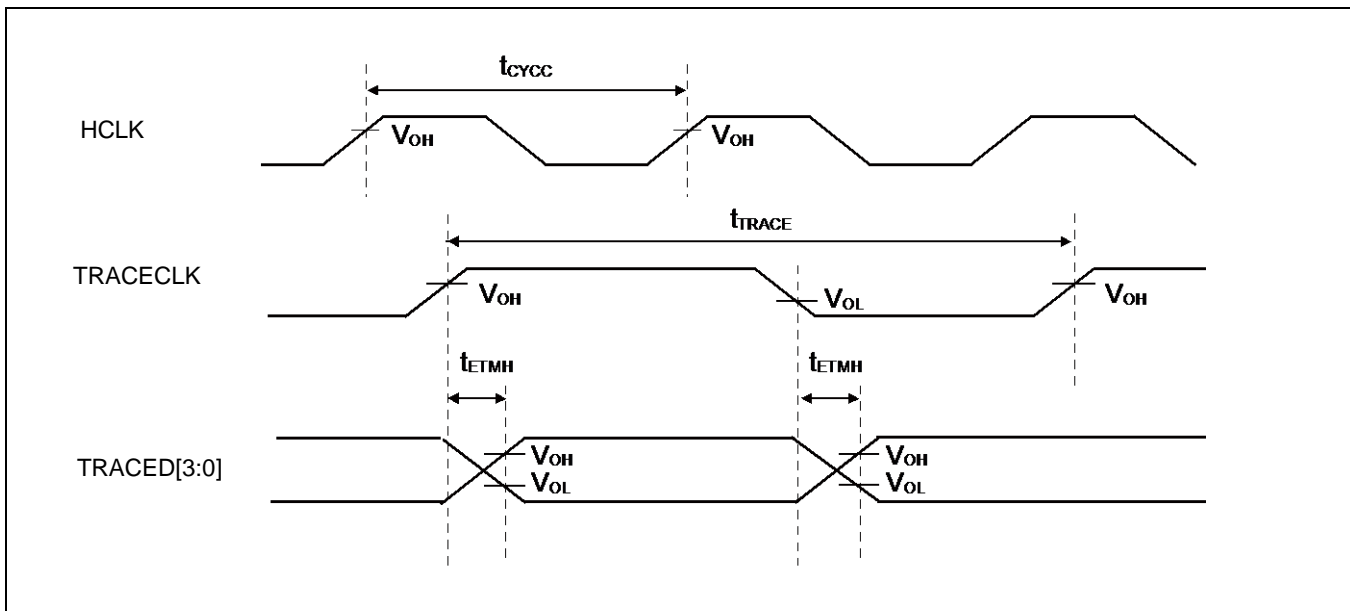 tCYCC
HCLK
VOH
VOH
tTRACE
TRACECLK
VOH
VOL
VOH
tETMH
tETMH
TRACED[3:0]
VOH
VOL
VOH
VOL